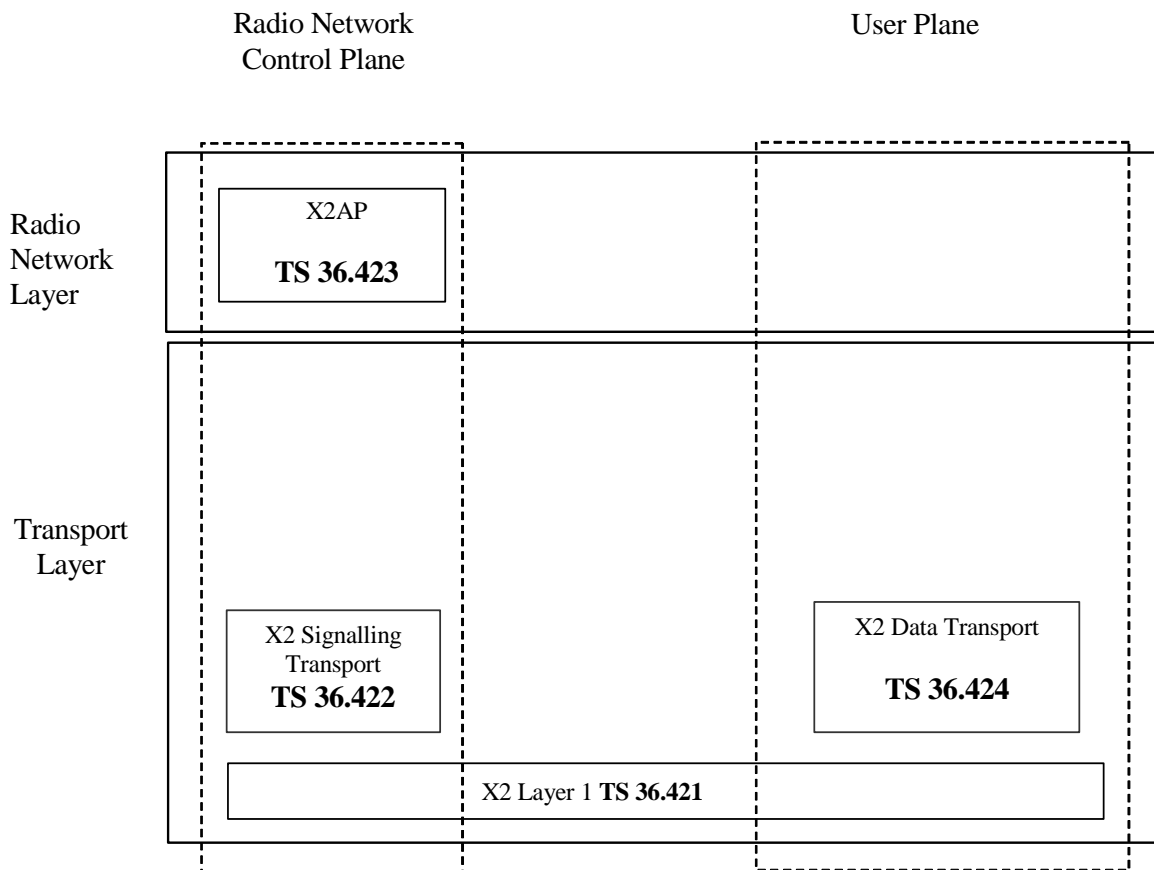 Radio Network
Control Plane
User Plane
Radio
Network
Layer
X2AP
TS 36.423
Transport
Layer
X2 Signalling
Transport
TS 36.422
X2 Data Transport
TS 36.424
X2 Layer 1 TS 36.421